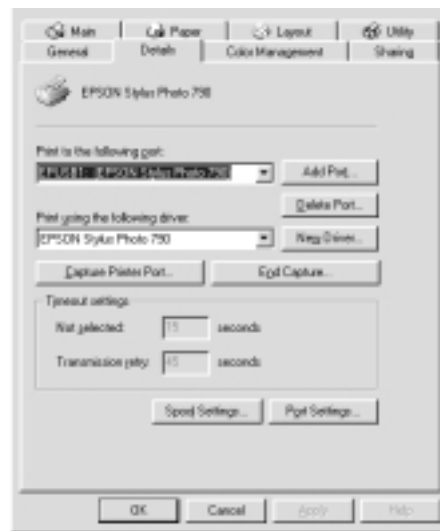 Main Paper Layout Utility
General Details Color Management Sharing
EPSON Stylus Photo 790
Print to the following port:
EPUSB1: (EPSON Stylus Photo 790)
Add Port...
Delete Port...
Print using the following driver:
EPSON Stylus Photo 790
New Driver...
Capture Printer Port... End Capture...
Timeout settings
Not selected: 15 seconds
Transmission retry: 45 seconds
Spool Settings... Port Settings...
OK Cancel Apply Help